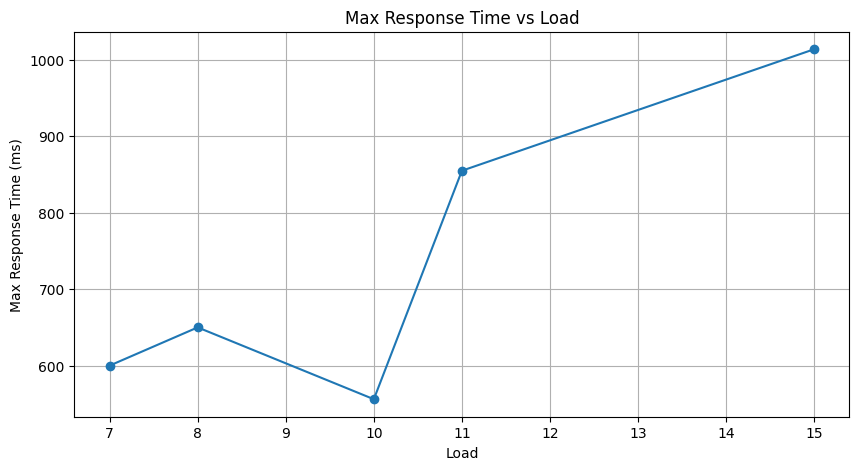 Max Response Time vs Load
Max Response Time (ms)
1000
900
800
700
600
7 8 9 10 11 12 13 14 15
Load